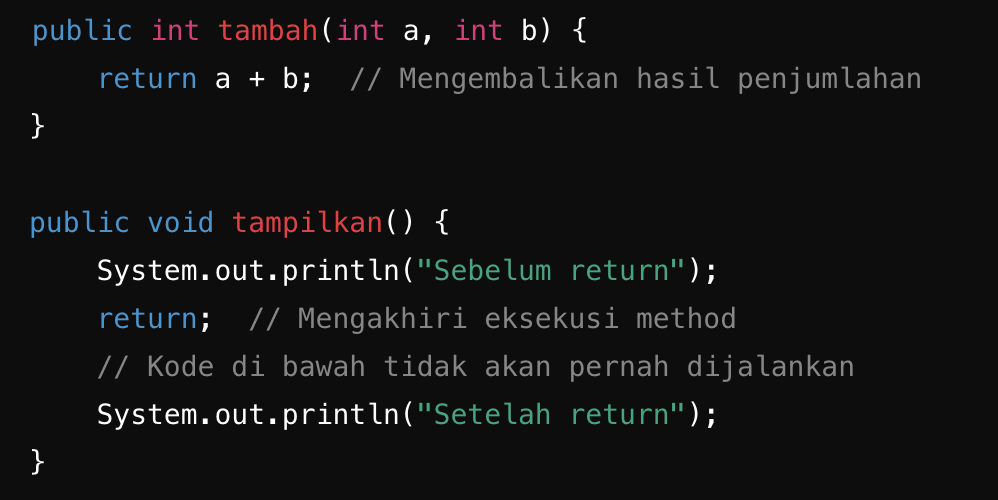 public int tambah(int a, int b) {
    return a + b;  // Mengembalikan hasil penjumlahan
}

public void tampilkan() {
    System.out.println("Sebelum return");
    return;  // Mengakhiri eksekusi method
    // Kode di bawah tidak akan pernah dijalankan
    System.out.println("Setelah return");
}